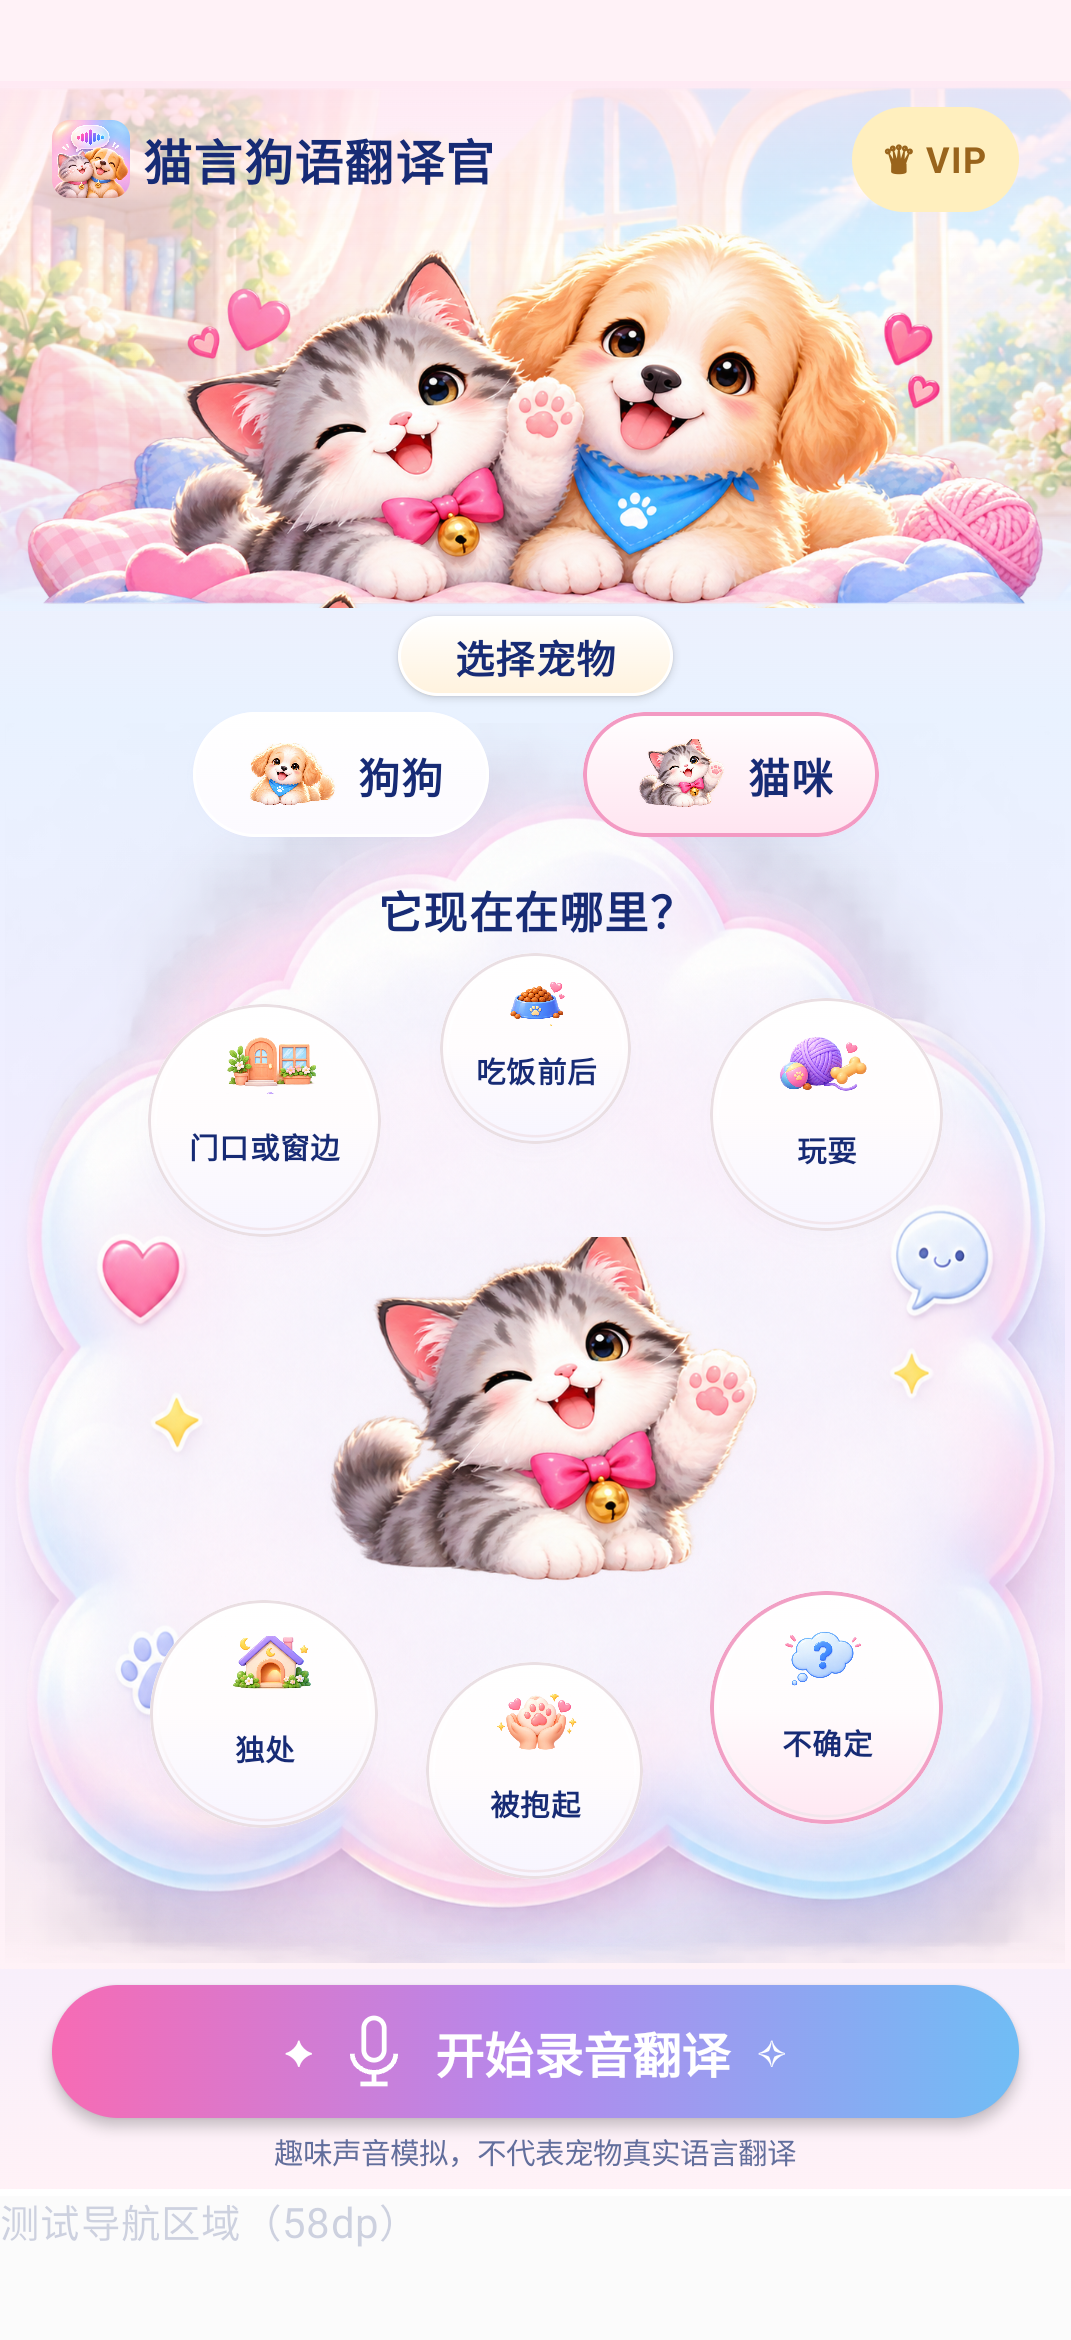 猫言狗语翻译官
VIP
选择宠物
狗狗
猫咪
它现在在哪里?
吃饭前后
门口或窗边
玩耍
独处
不确定
被抱起
开始录音翻译
趣味声音模拟，不代表宠物真实语言翻译
测试导航区域（58dp）